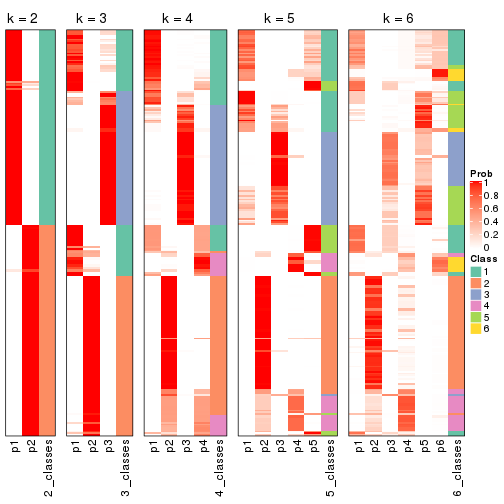 k = 2
k = 3
k = 4
k = 5
k = 6
p1
p2
2_classes
p1
p2
p3
3_classes
p1
p2
p3
p4
4_classes
p1
p2
p3
p4
p5
5_classes
p1
p2
p3
p4
p5
p6
6_classes
Prob
1
0.8
0.6
0.4
0.2
0
Class
1
2
3
4
5
6